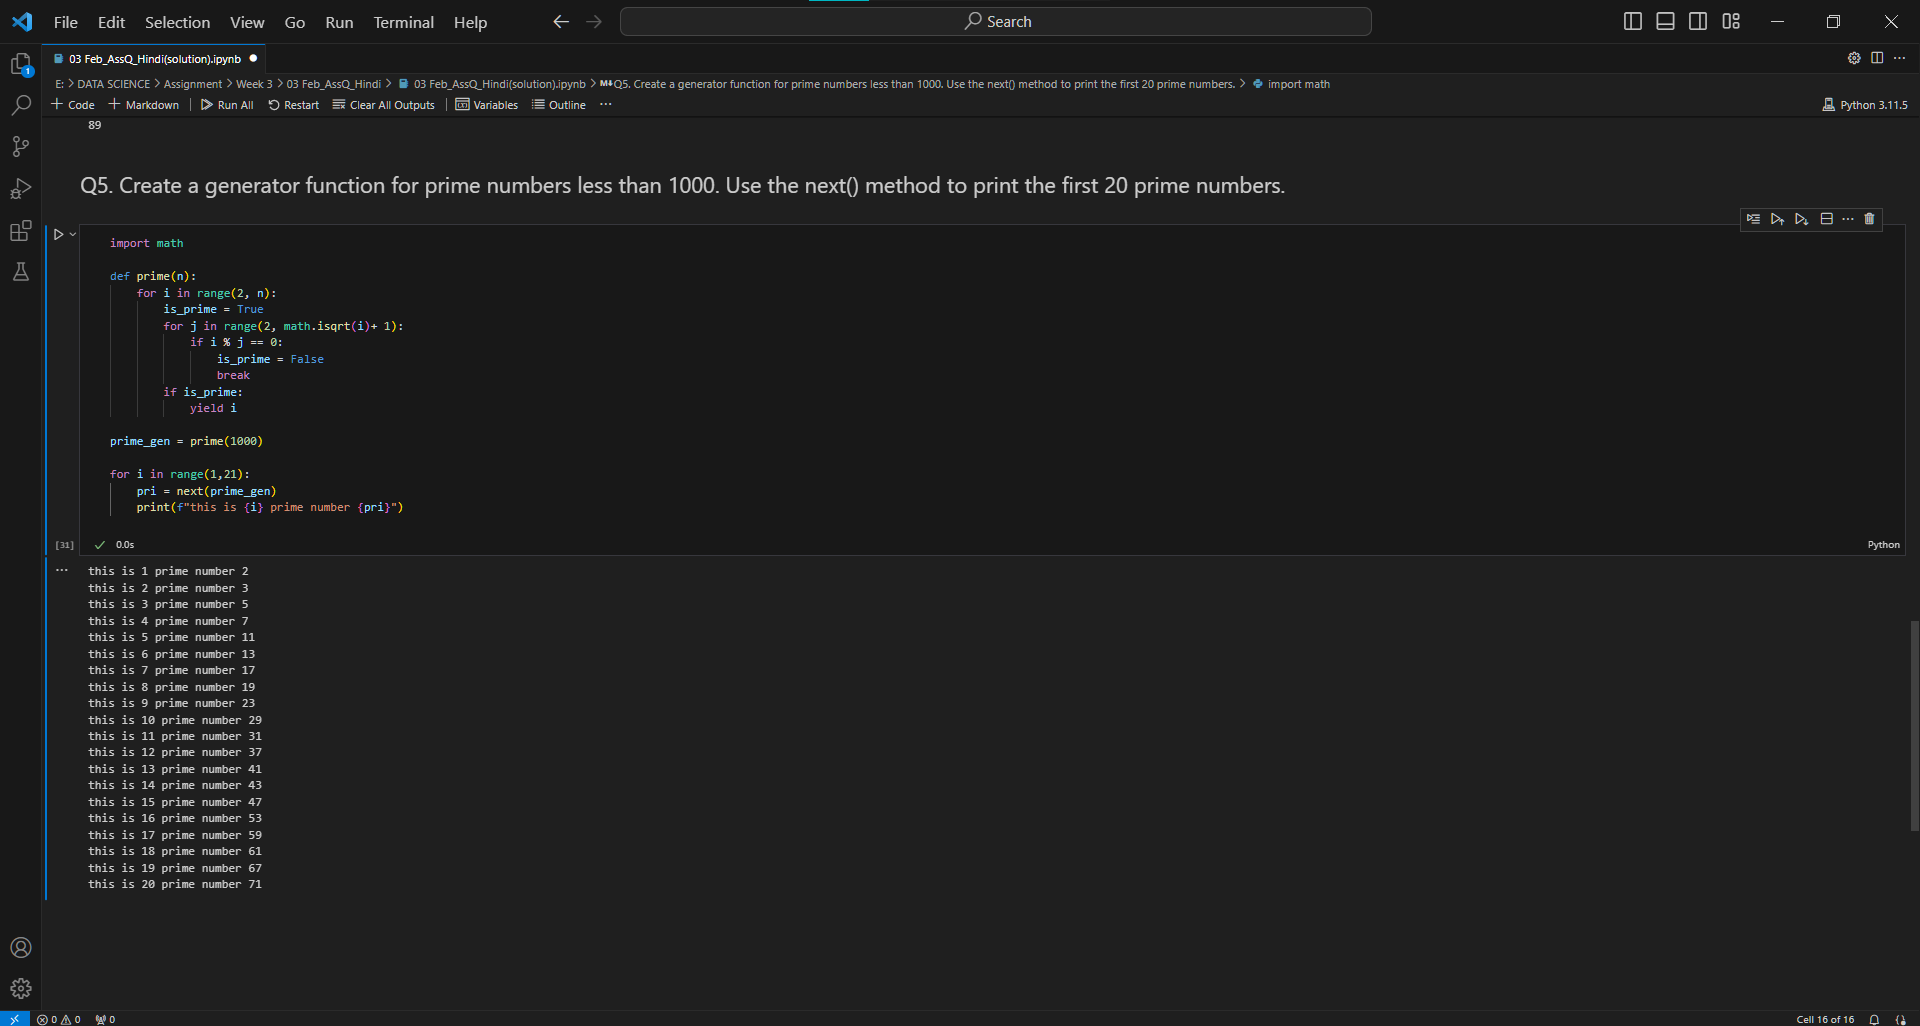 File Edit Selection View Go Run Terminal Help Search
03 Feb_AssQ_Hindi(solution).ipynb
E: > DATA SCIENCE > Assignment > Week 3 > 03 Feb_AssQ_Hindi > 03 Feb_AssQ_Hindi(solution).ipynb > M↓Q5. Create a generator function for prime numbers less than 1000. Use the next() method to print the first 20 prime numbers. > import math
+ Code + Markdown | Run All Restart Clear All Outputs | Variables Outline ... Python 3.11.5
89
Q5. Create a generator function for prime numbers less than 1000. Use the next() method to print the first 20 prime numbers.
import math
def prime(n):
for i in range(2, n):
is_prime = True
for j in range(2, math.isqrt(i)+ 1):
if i % j == 0:
is_prime = False
break
if is_prime:
yield i
prime_gen = prime(1000)
for i in range(1,21):
pri = next(prime_gen)
print(f"this is {i} prime number {pri}")
[31] 0.0s Python
this is 1 prime number 2
this is 2 prime number 3
this is 3 prime number 5
this is 4 prime number 7
this is 5 prime number 11
this is 6 prime number 13
this is 7 prime number 17
this is 8 prime number 19
this is 9 prime number 23
this is 10 prime number 29
this is 11 prime number 31
this is 12 prime number 37
this is 13 prime number 41
this is 14 prime number 43
this is 15 prime number 47
this is 16 prime number 53
this is 17 prime number 59
this is 18 prime number 61
this is 19 prime number 67
this is 20 prime number 71
1
0 0 0 Cell 16 of 16